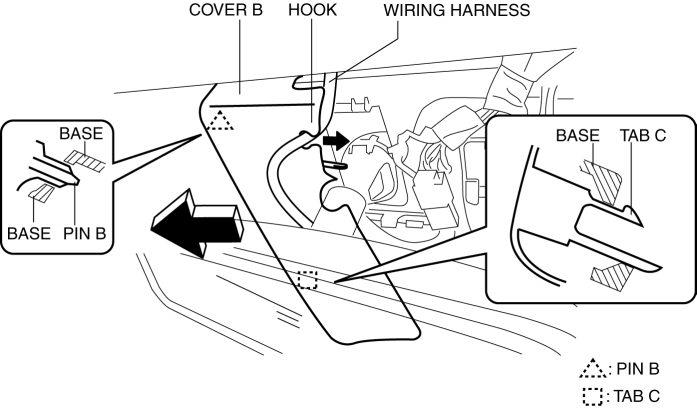 COVER B HOOK WIRING HARNESS
BASE
BASE PIN B
BASE TAB C
: PIN B
: TAB C